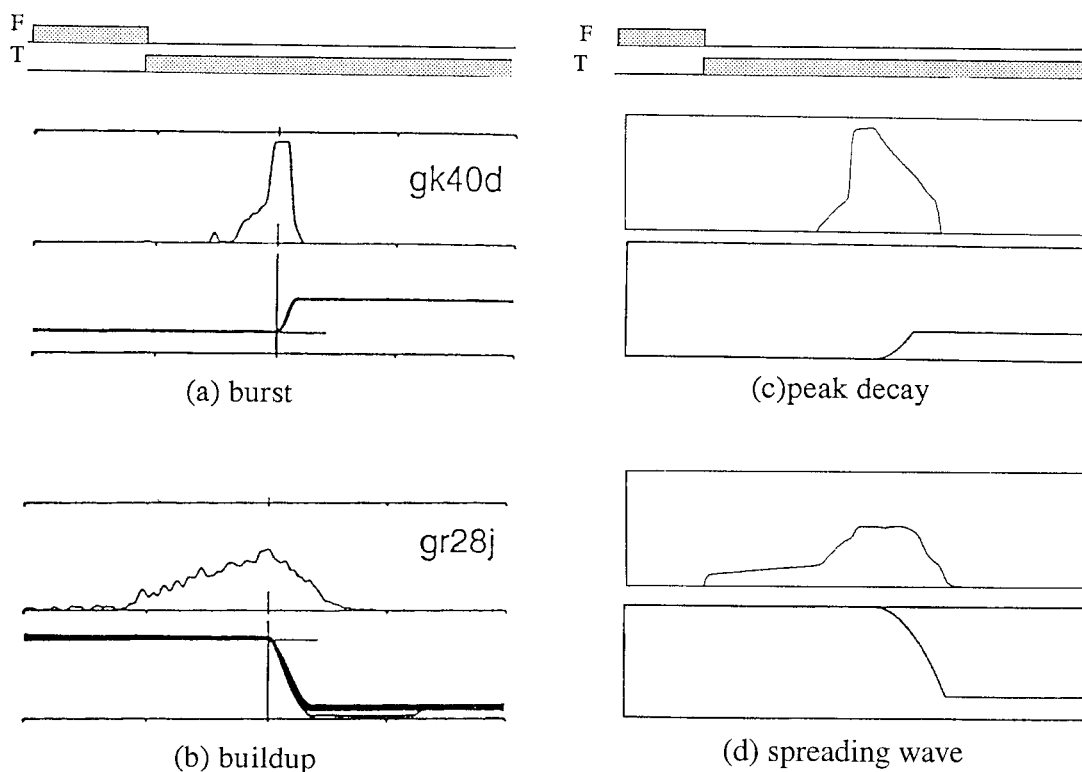 F
T
gk40d
(a) burst
gr28j
(b) buildup
F
T
(c)peak decay
(d) spreading wave